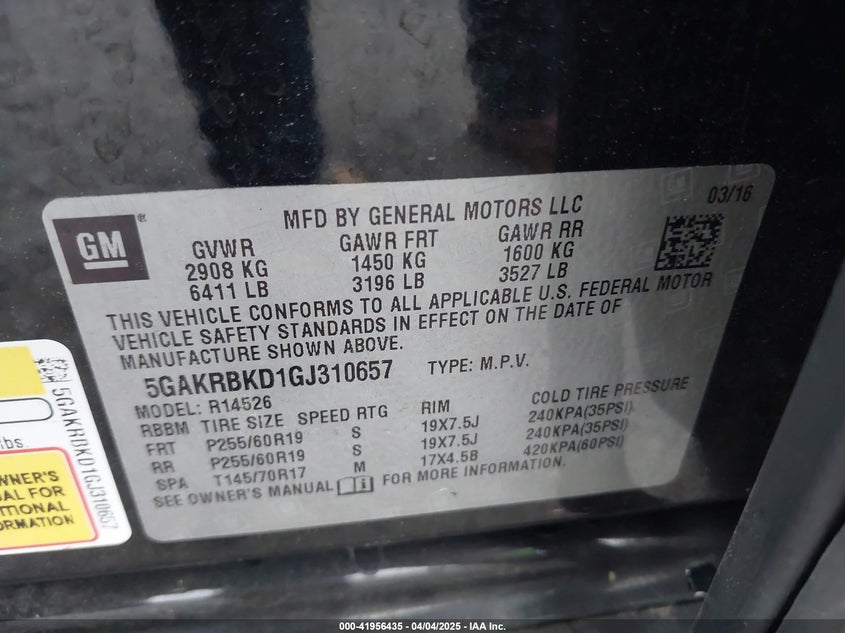 03/16
GM
®
MFD BY GENERAL MOTORS LLC
GVWR GAWR FRT GAWR RR
2908 KG 1450 KG 1600 KG
6411 LB 3196 LB 3527 LB
THIS VEHICLE CONFORMS TO ALL APPLICABLE U.S. FEDERAL MOTOR
VEHICLE SAFETY STANDARDS IN EFFECT ON THE DATE OF
MANUFACTURE SHOWN ABOVE.
5GAKRBKD1GJ310657 TYPE: M.P.V.
MODEL: R14526
RBBM TIRE SIZE SPEED RTG RIM COLD TIRE PRESSURE
FRT P255/60R19 S 19X7.5J 240KPA(35PSI)
RR P255/60R19 S 19X7.5J 240KPA(35PSI)
SPA T145/70R17 M 17X4.5B 420KPA(60PSI)
SEE OWNER'S MANUAL FOR MORE INFORMATION.
5GAKRBKD1GJ310657
lbs.
OWNER'S
FOR
000-41956435 - 04/04/2025 - IAA Inc.